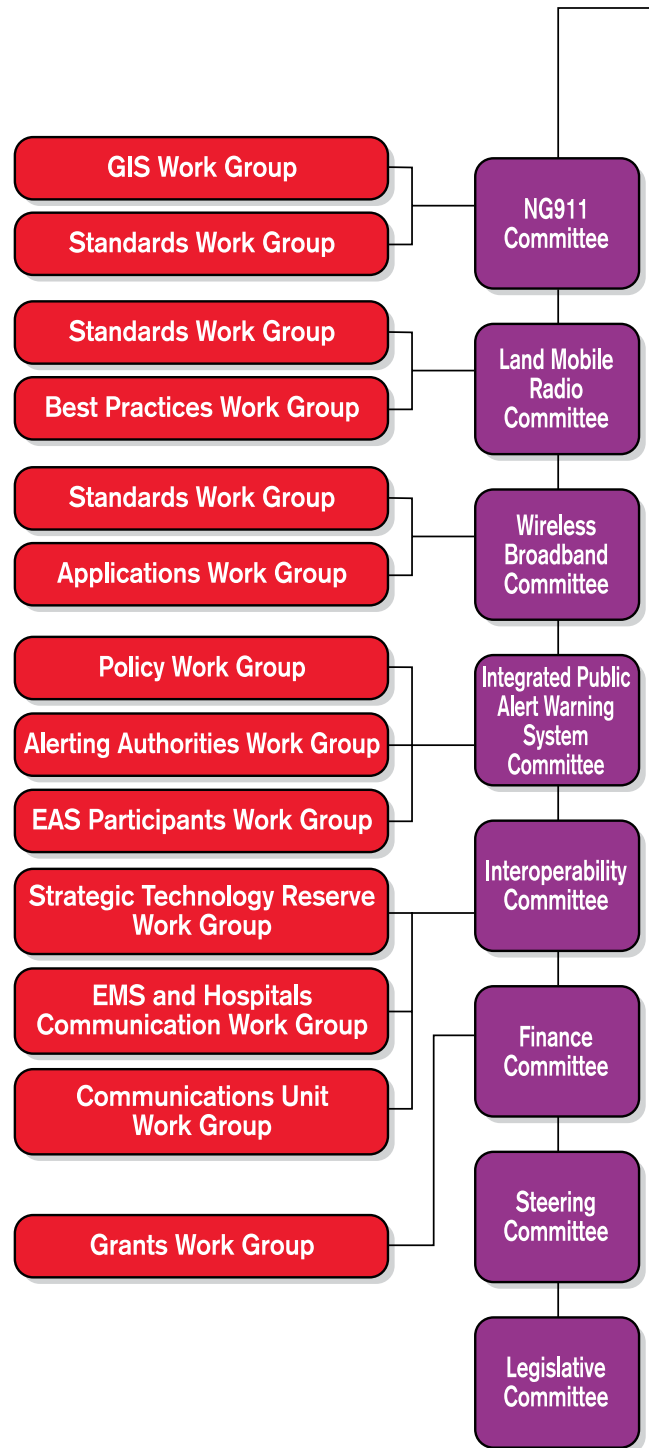 GIS Work Group
Standards Work Group
NG911
Committee
Standards Work Group
Best Practices Work Group
Land Mobile
Radio
Committee
Standards Work Group
Applications Work Group
Wireless
Broadband
Committee
Policy Work Group
Alerting Authorities Work Group
EAS Participants Work Group
Integrated Public
Alert Warning
System
Committee
Strategic Technology Reserve
Work Group
EMS and Hospitals
Communication Work Group
Communications Unit
Work Group
Interoperability
Committee
Grants Work Group
Finance
Committee
Steering
Committee
Legislative
Committee